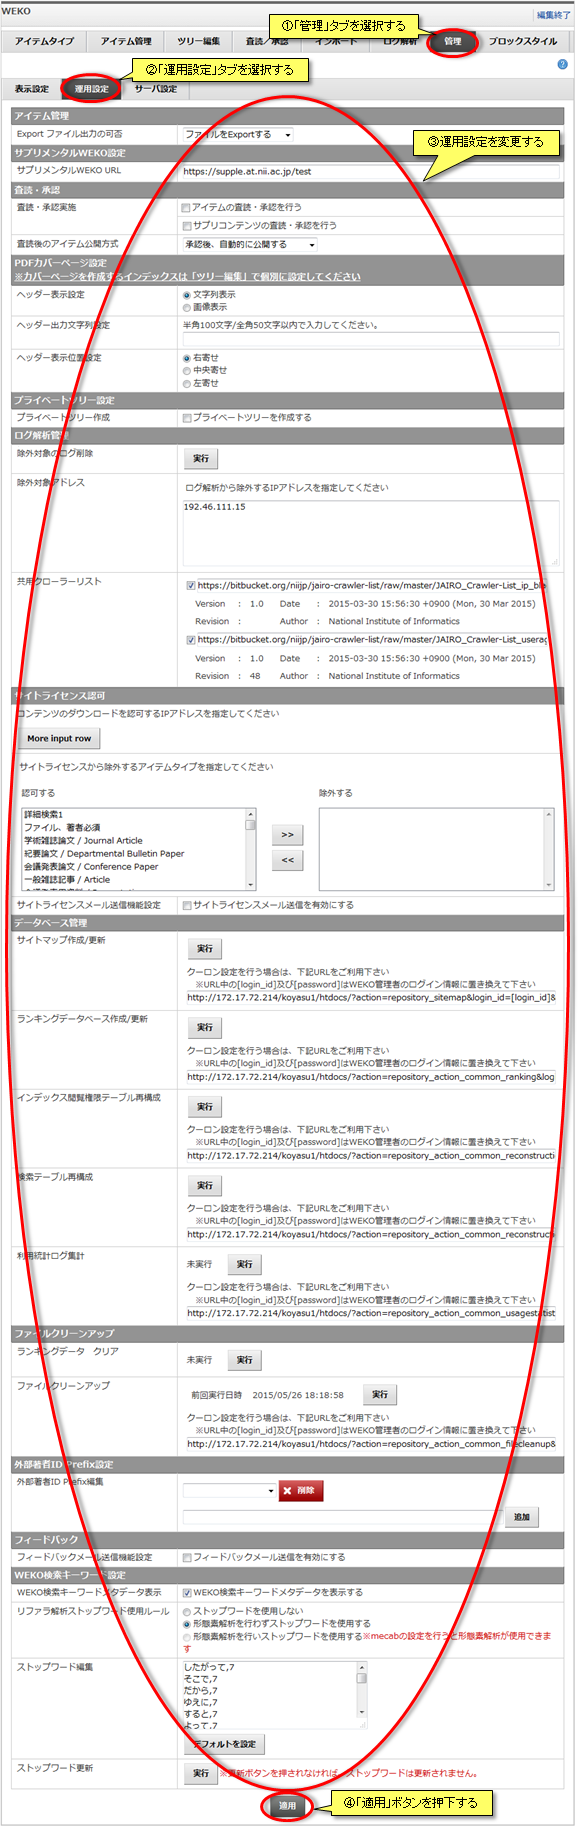 WEKO
編集終了
①「管理」タブを選択する
アイテムタイプ アイテム管理 ツリー編集 査読／承認 インポート ログ解析 管理 ブロックスタイル
②「運用設定」タブを選択する
表示設定 運用設定 サーバ設定
アイテム管理
Export ファイル出力の可否 ファイルをExportする
③運用設定を変更する
サプリメンタルWEKO設定
サプリメンタルWEKO URL https://supple.at.nii.ac.jp/test
査読・承認
査読・承認実施 アイテムの査読・承認を行う
サプリコンテンツの査読・承認を行う
査読後のアイテム公開方式 承認後、自動的に公開する
PDFカバーページ設定
※カバーページを作成するインデックスは「ツリー編集」で個別に設定してください
ヘッダー表示設定 文字列表示
画像表示
ヘッダー出力文字列設定 半角100文字/全角50文字以内で入力してください。
ヘッダー表示位置設定 右寄せ
中央寄せ
左寄せ
プライベートツリー設定
プライベートツリー作成 プライベートツリーを作成する
ログ解析管理
除外対象のログ削除 実行
除外対象アドレス ログ解析から除外するIPアドレスを指定してください
192.46.111.15
共用クローラーリスト https://bitbucket.org/niijp/jairo-crawler-list/raw/master/JAIRO_Crawler-List_ip_bla
Version : 1.0 Date : 2015-03-30 15:56:30 +0900 (Mon, 30 Mar 2015)
Revision : Author : National Institute of Informatics
https://bitbucket.org/niijp/jairo-crawler-list/raw/master/JAIRO_Crawler-List_userag
Version : 1.0 Date : 2015-03-30 15:56:30 +0900 (Mon, 30 Mar 2015)
Revision : 48 Author : National Institute of Informatics
サイトライセンス認可
コンテンツのダウンロードを認可するIPアドレスを指定してください
More input row
サイトライセンスから除外するアイテムタイプを指定してください
認可する 除外する
詳細検索1
ファイル、著者必須
学術雑誌論文 / Journal Article
紀要論文 / Departmental Bulletin Paper
会議発表論文 / Conference Paper
一般雑誌記事 / Article
>>
<<
サイトライセンスメール送信機能設定 サイトライセンスメール送信を有効にする
データベース管理
サイトマップ作成/更新 実行
クーロン設定を行う場合は、下記URLをご利用下さい
※URL中の[login_id]及び[password]はWEKO管理者のログイン情報に置き換えて下さい
http://172.17.72.214/koyasu1/htdocs/?action=repository_sitemap&login_id=[login_id]&
ランキングデータベース作成/更新 実行
クーロン設定を行う場合は、下記URLをご利用下さい
※URL中の[login_id]及び[password]はWEKO管理者のログイン情報に置き換えて下さい
http://172.17.72.214/koyasu1/htdocs/?action=repository_action_common_ranking&log
インデックス閲覧権限テーブル再構成 実行
クーロン設定を行う場合は、下記URLをご利用下さい
※URL中の[login_id]及び[password]はWEKO管理者のログイン情報に置き換えて下さい
http://172.17.72.214/koyasu1/htdocs/?action=repository_action_common_reconstructi
検索テーブル再構成 実行
クーロン設定を行う場合は、下記URLをご利用下さい
※URL中の[login_id]及び[password]はWEKO管理者のログイン情報に置き換えて下さい
http://172.17.72.214/koyasu1/htdocs/?action=repository_action_common_reconstructi
利用統計ログ集計 未実行 実行
クーロン設定を行う場合は、下記URLをご利用下さい
※URL中の[login_id]及び[password]はWEKO管理者のログイン情報に置き換えて下さい
http://172.17.72.214/koyasu1/htdocs/?action=repository_action_common_usagestatist
ファイルクリーンアップ
ランキングデータ クリア 未実行 実行
ファイルクリーンアップ 前回実行日時 2015/05/26 18:18:58 実行
クーロン設定を行う場合は、下記URLをご利用下さい
※URL中の[login_id]及び[password]はWEKO管理者のログイン情報に置き換えて下さい
http://172.17.72.214/koyasu1/htdocs/?action=repository_action_common_filecleanup&
外部著者ID Prefix設定
外部著者ID Prefix編集 削除
追加
フィードバック
フィードバックメール送信機能設定 フィードバックメール送信を有効にする
WEKO検索キーワード設定
WEKO検索キーワードメタデータ表示 WEKO検索キーワードメタデータを表示する
リファラ解析ストップワード使用ルール ストップワードを使用しない
形態素解析を行わずストップワードを使用する
形態素解析を行いストップワードを使用する※mecabの設定を行うと形態素解析が使用できま
す
ストップワード編集 したがって,7
そこで,7
だから,7
ゆえに,7
すると,7
よって,7
デフォルトを設定
ストップワード更新 実行 ※更新ボタンを押されなければ、ストップワードは更新されません。
適用
④「適用」ボタンを押下する